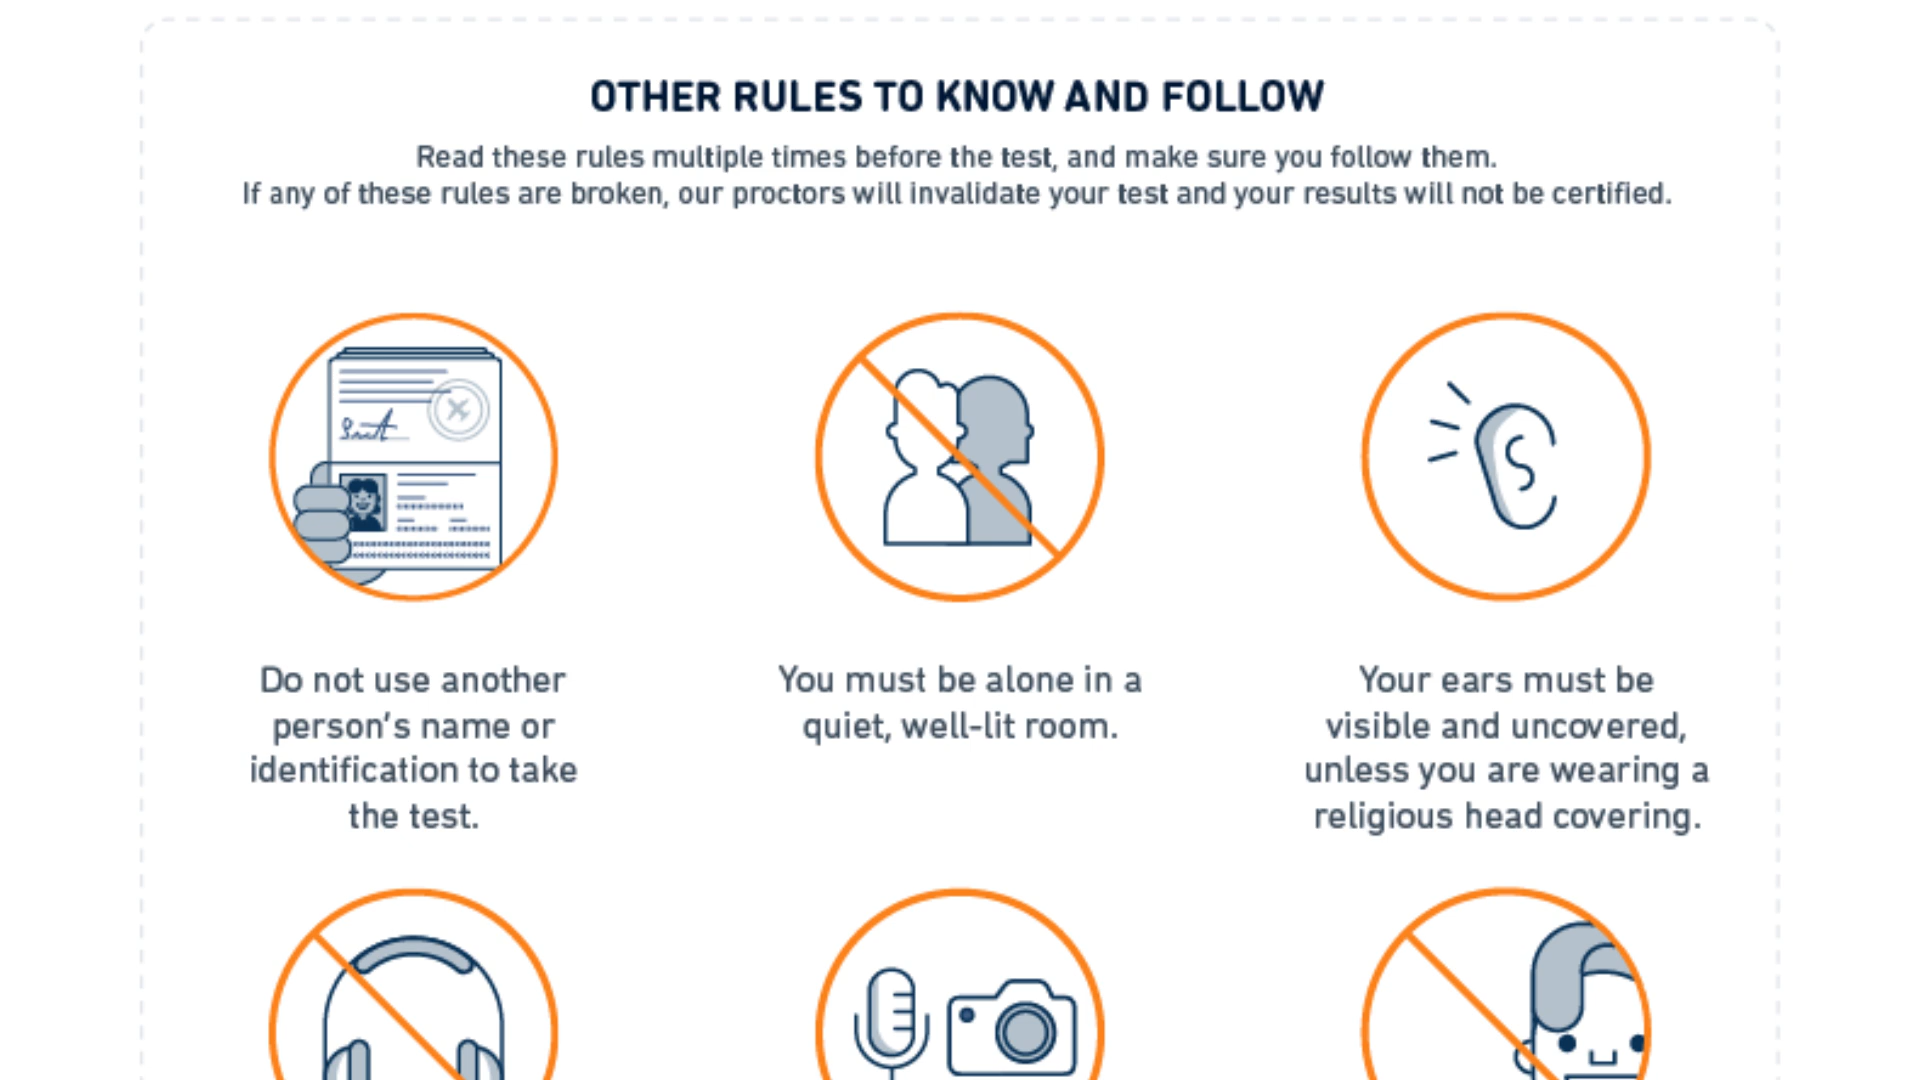 OTHER RULES TO KNOW AND FOLLOW
Read these rules multiple times before the test, and make sure you follow them.
If any of these rules are broken, our proctors will invalidate your test and your results will not be certified.
Do not use another
person's name or
identification to take
the test.
You must be alone in a
quiet, well-lit room.
Your ears must be
visible and uncovered,
unless you are wearing a
religious head covering.